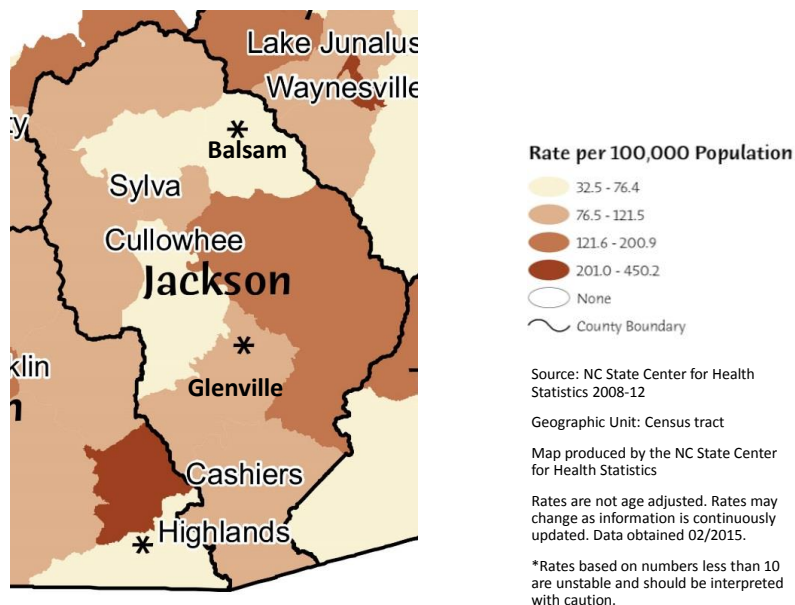 Lake Junalus
Waynesville
ty
*
Balsam
Sylva
Cullowhee
Jackson
*
klin
Glenville
n
Cashiers
Highlands
*
Rate per 100,000 Population
32.5 - 76.4
76.5 - 121.5
121.6 - 200.9
201.0 - 450.2
None
County Boundary
Source: NC State Center for Health
Statistics 2008-12
Geographic Unit: Census tract
Map produced by the NC State Center
for Health Statistics
Rates are not age adjusted. Rates may
change as information is continuously
updated. Data obtained 02/2015.
*Rates based on numbers less than 10
are unstable and should be interpreted
with caution.